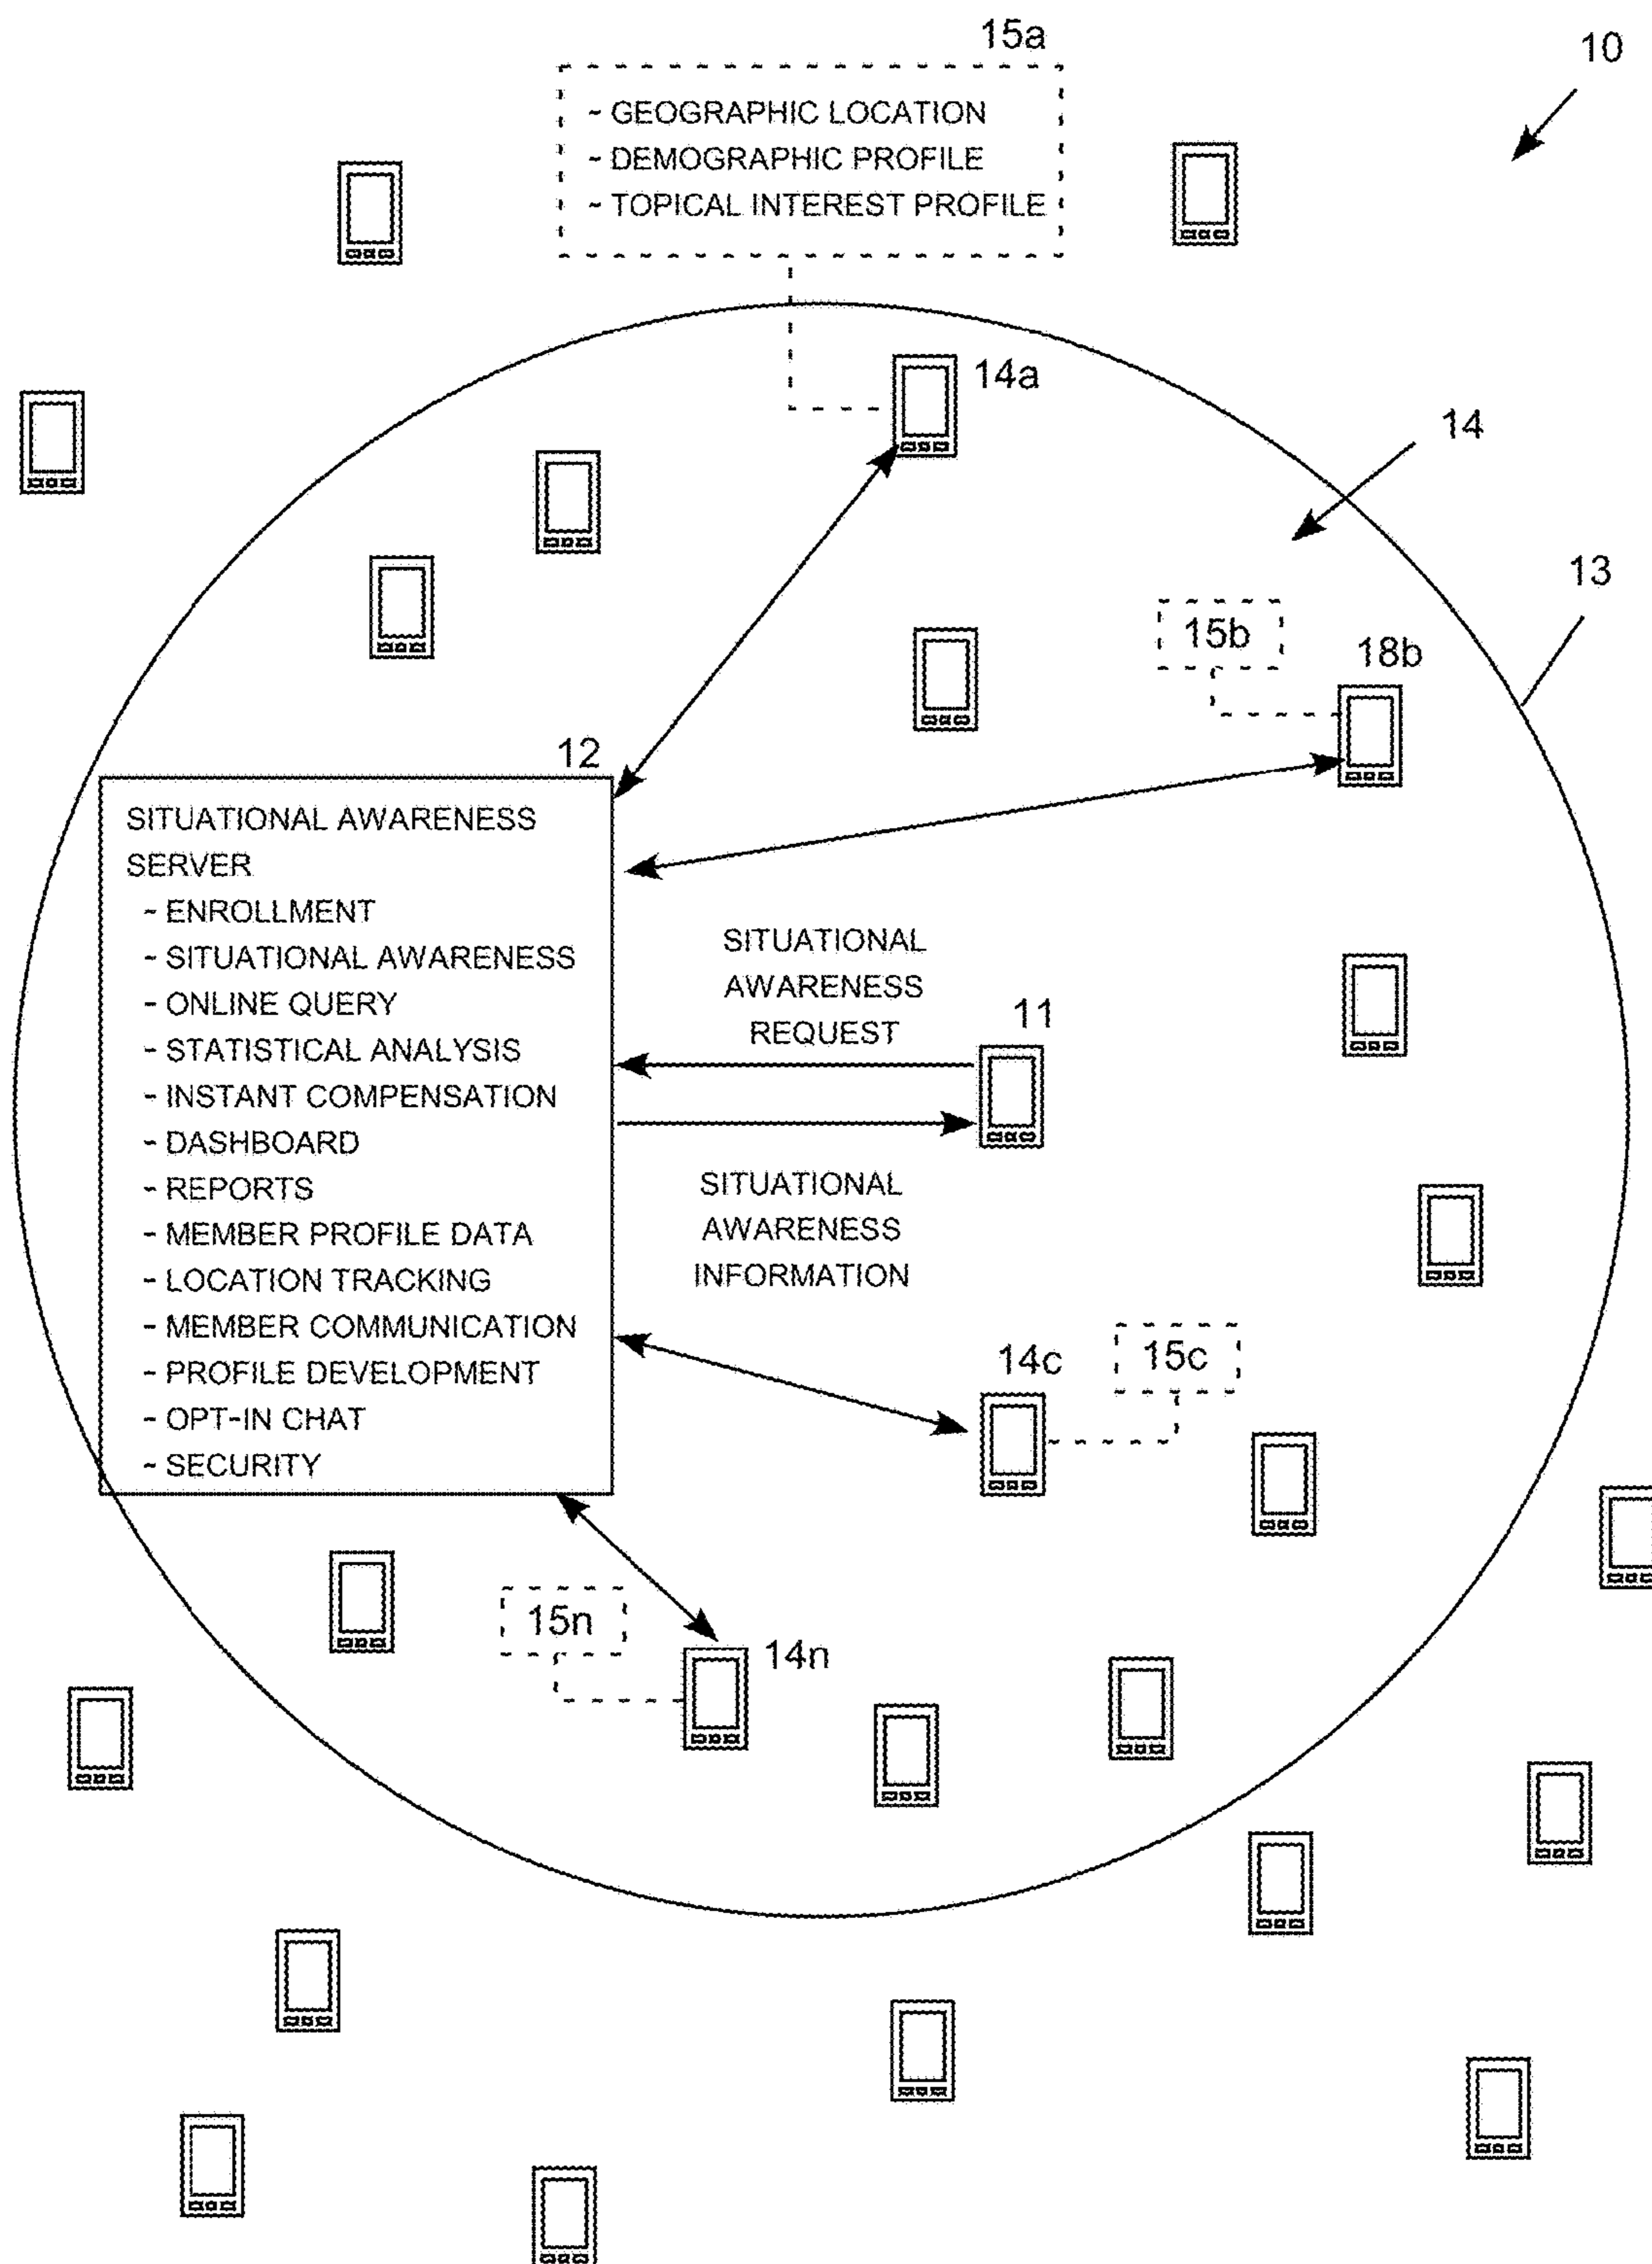 15a
10
- GEOGRAPHIC LOCATION
- DEMOGRAPHIC PROFILE
- TOPICAL INTEREST PROFILE
14a
14
13
15b
18b
12
SITUATIONAL AWARENESS
SERVER
- ENROLLMENT
- SITUATIONAL AWARENESS
- ONLINE QUERY
- STATISTICAL ANALYSIS
- INSTANT COMPENSATION
- DASHBOARD
- REPORTS
- MEMBER PROFILE DATA
- LOCATION TRACKING
- MEMBER COMMUNICATION
- PROFILE DEVELOPMENT
- OPT-IN CHAT
- SECURITY
SITUATIONAL
AWARENESS
REQUEST
11
SITUATIONAL
AWARENESS
INFORMATION
14c
15c
15n
14n